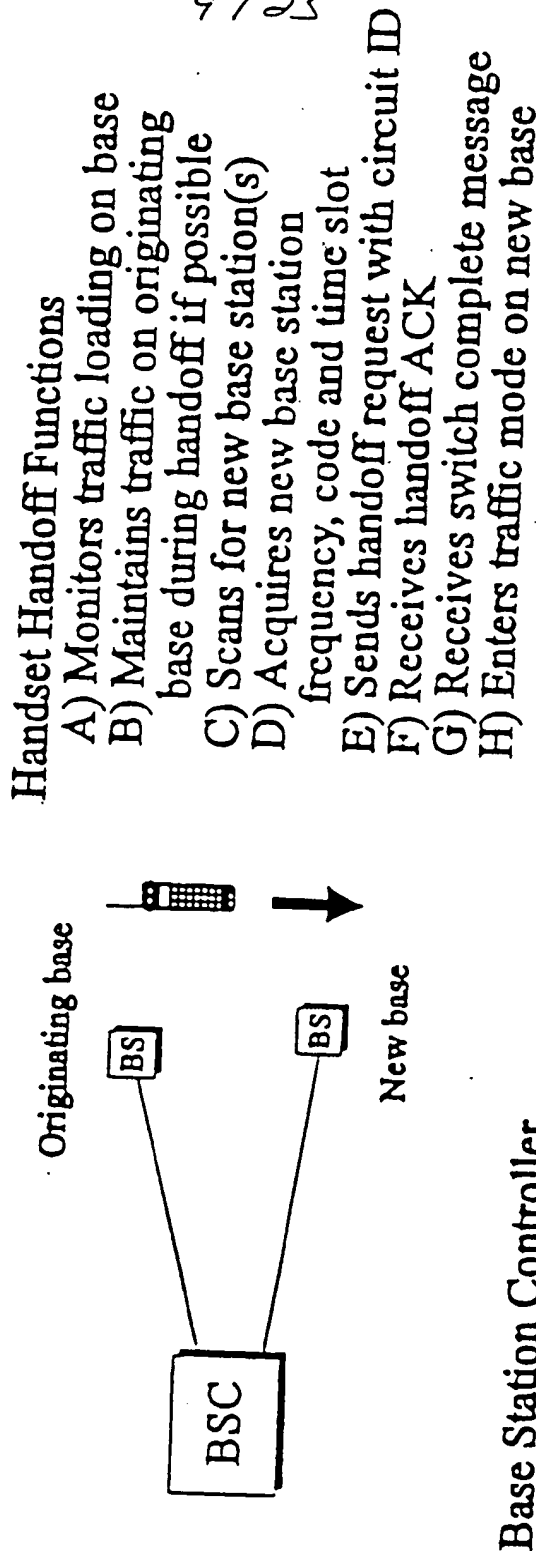 9/23
Originating base
BS
BSC
BS
New base
Handset Handoff Functions
A) Monitors traffic loading on base
B) Maintains traffic on originating
base during handoff if possible
C) Scans for new base station(s)
D) Acquires new base station
frequency, code and time slot
E) Sends handoff request with circuit ID
F) Receives handoff ACK
G) Receives switch complete message
H) Enters traffic mode on new base
Base Station Controller